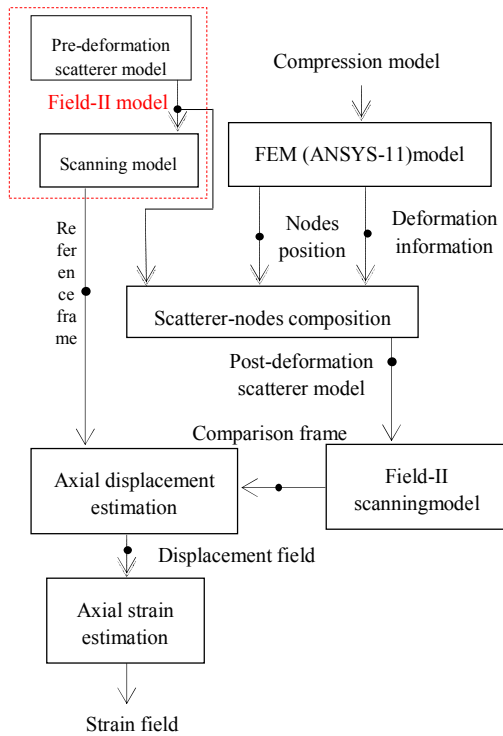 Pre-deformation
scatterer model
Field-II model
Scanning model
Compression model
FEM (ANSYS-11)model
Re
fer
en
ce
fra
me
Nodes
position
Deformation
information
Scatterer-nodes composition
Post-deformation
scatterer model
Comparison frame
Axial displacement
estimation
Field-II
scanningmodel
Displacement field
Axial strain
estimation
Strain field